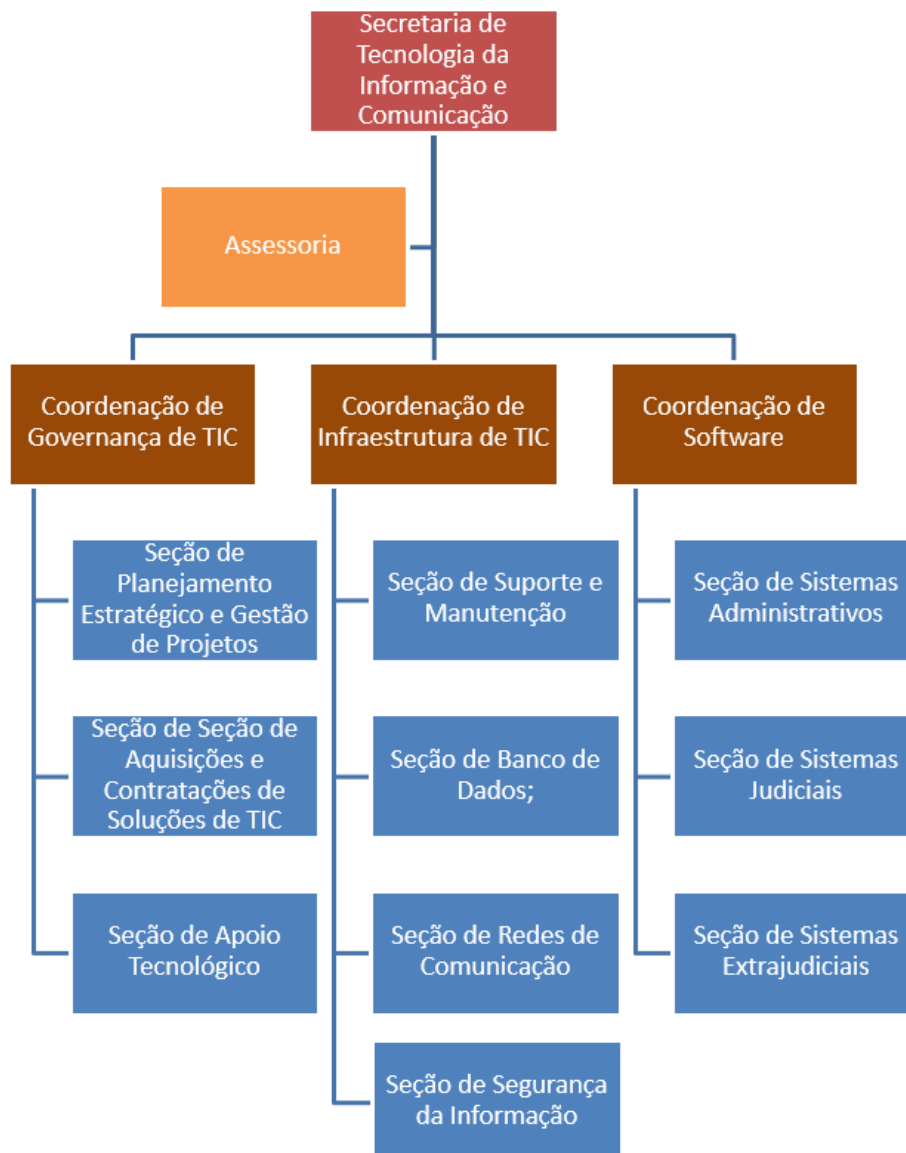 Secretaria de
Tecnologia da
Informação e
Comunicação
Assessoria
Coordenação de
Governança de TIC
Coordenação de
Infraestrutura de TIC
Coordenação de
Software
Seção de
Planejamento
Estratégico e Gestão
de Projetos
Seção de Suporte e
Manutenção
Seção de Sistemas
Administrativos
Seção de Seção de
Aquisições e
Contratações de
Soluções de TIC
Seção de Banco de
Dados;
Seção de Sistemas
Judiciais
Seção de Apoio
Tecnológico
Seção de Redes de
Comunicação
Seção de Sistemas
Extrajudiciais
Seção de Segurança
da Informação